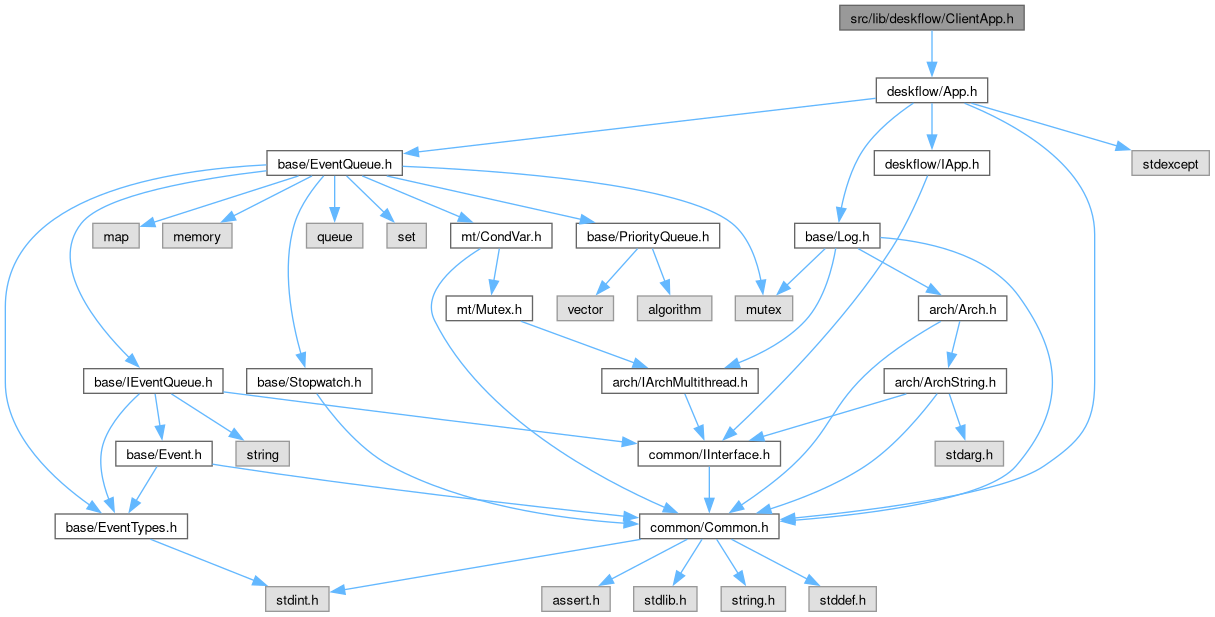 src/lib/deskflow/ClientApp.h
deskflow/App.h
base/EventQueue.h
deskflow/IApp.h
stdexcept
map
memory
queue
set
mt/CondVar.h
base/PriorityQueue.h
base/Log.h
mt/Mutex.h
vector
algorithm
mutex
arch/Arch.h
base/IEventQueue.h
base/Stopwatch.h
arch/IArchMultithread.h
arch/ArchString.h
base/Event.h
string
common/IInterface.h
stdarg.h
base/EventTypes.h
common/Common.h
stdint.h
assert.h
stdlib.h
string.h
stddef.h